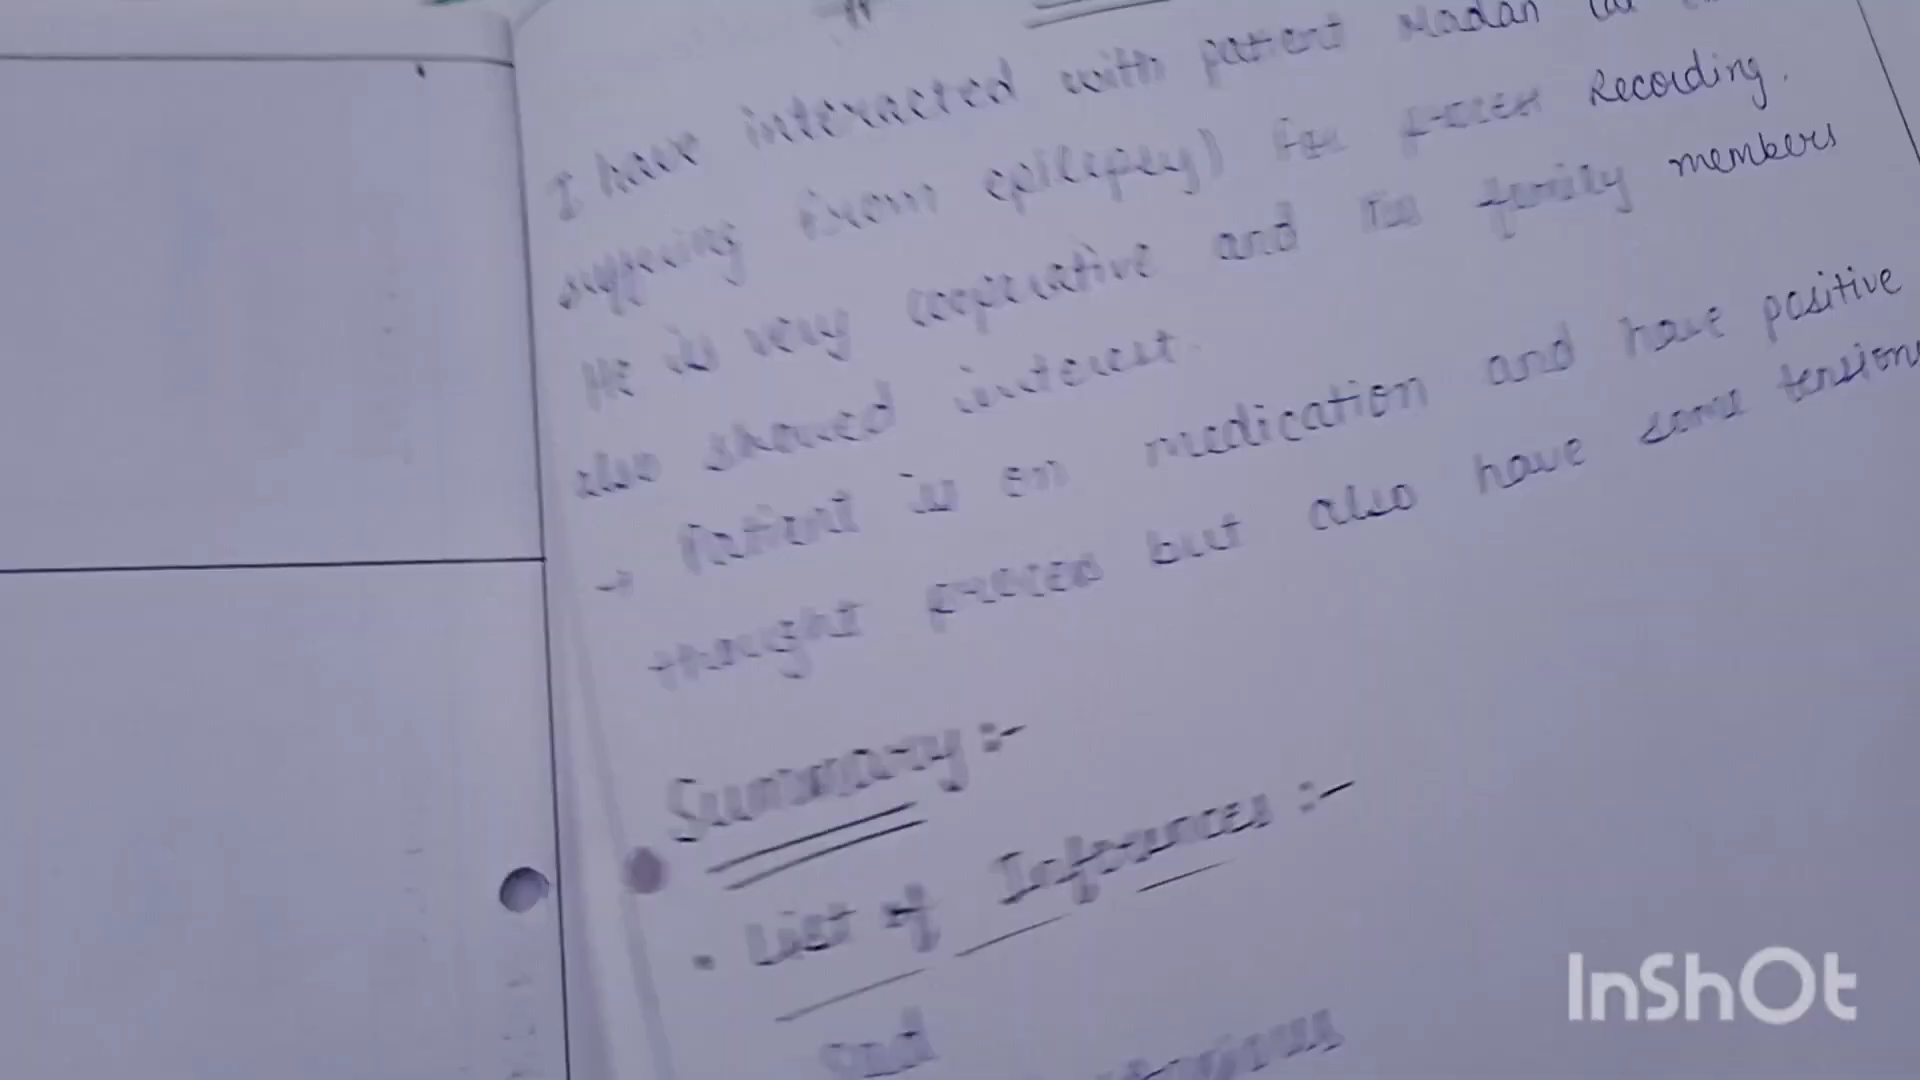 I have interacted with patient Madan
suffering from epilepsy) for process Recording.
He is very cooperative and his family members
also showed interest.
→ Patient is on medication and have positive
thought process but also have some tensions
Summary :-
• List of Inferences :-
and
InShOt